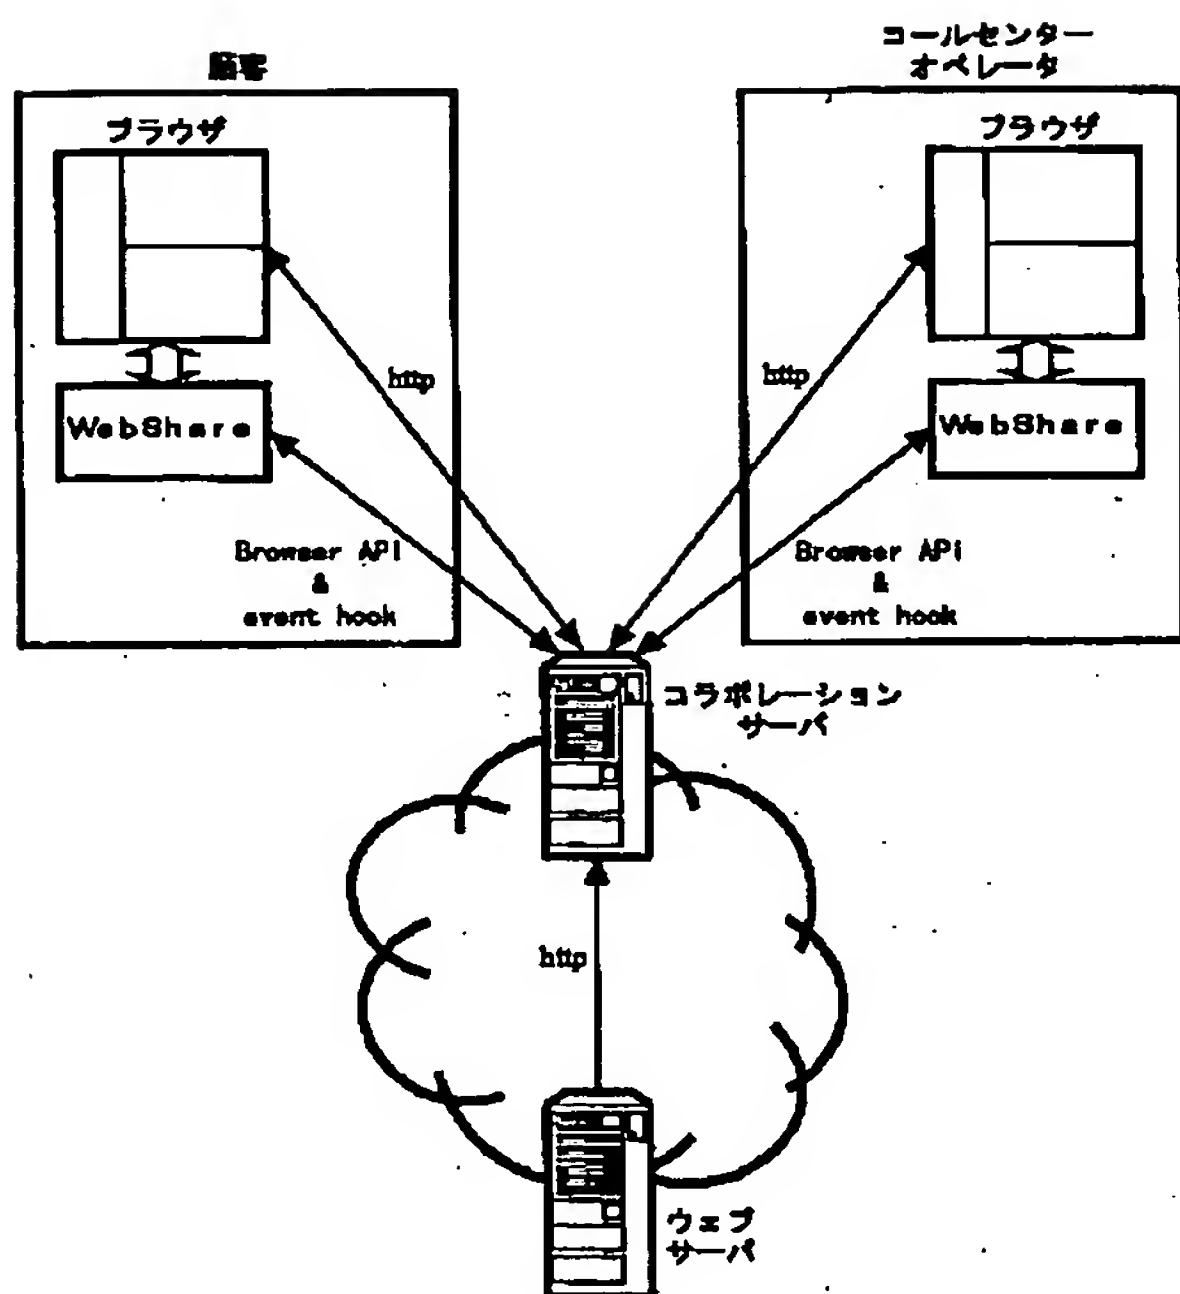 顧客
コールセンター
オペレータ
ブラウザ
ブラウザ
http
http
WebShare
WebShare
Browser API
&
event hook
Browser API
&
event hook
コラボレーション
サーバ
http
ウェブ
サーバ